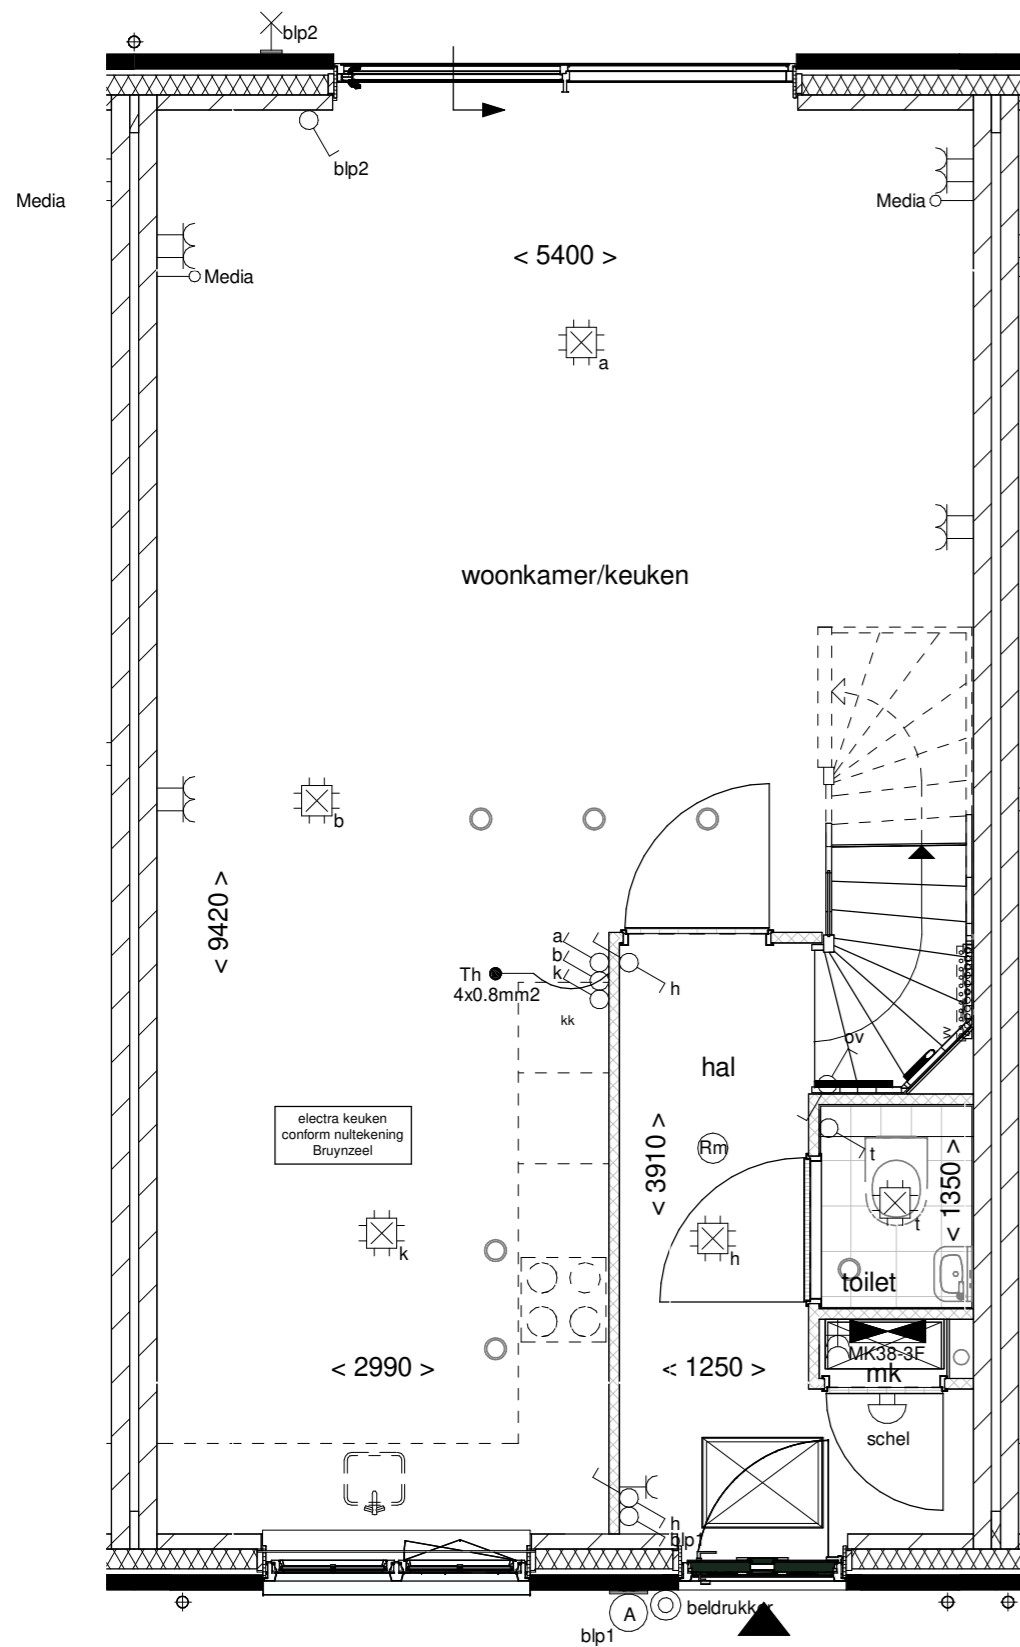 blp2
blp2
Media
Media
Media
< 5400 >
a
woonkamer/keuken
b
< 9420 >
a
b
k
h
Th
4x0.8mm2
kk
ov
hal
electra keuken
conform nultekening
Bruynzeel
< 3910 >
Rm
t
< 1350 >
t
k
h
toilet
< 2990 >
< 1250 >
MK38-3F
mk
schel
h
blp1
A
beldrukker
blp1